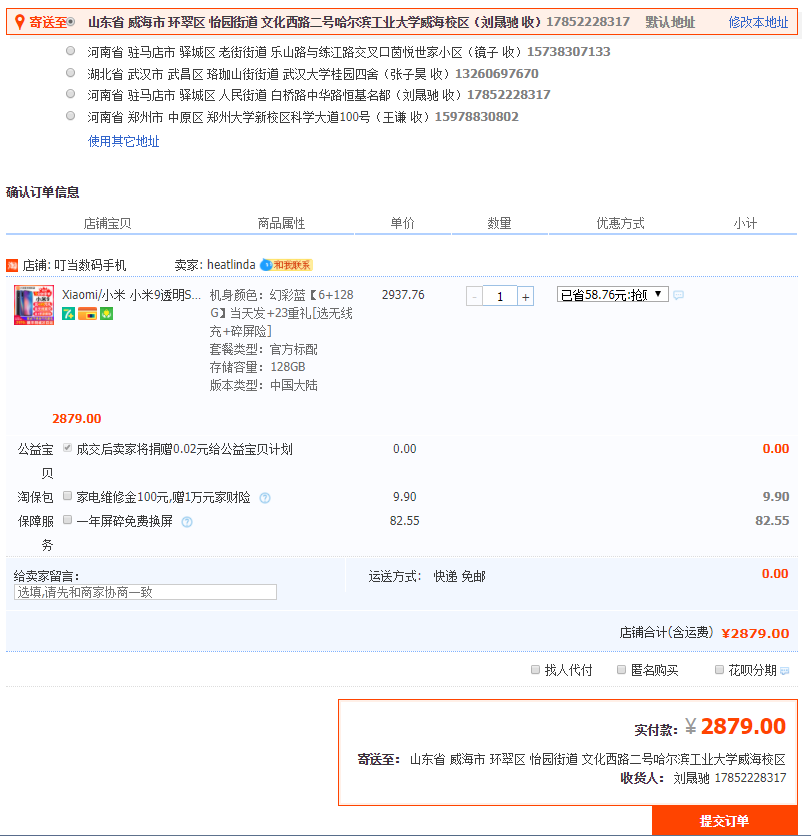 寄送至 山东省 威海市 环翠区 怡园街道 文化西路二号哈尔滨工业大学威海校区（刘晟驰 收）17852228317 默认地址 修改本地址
河南省 驻马店市 驿城区 老街街道 乐山路与练江路交叉口茵悦世家小区（镜子 收）15738307133
湖北省 武汉市 武昌区 珞珈山街街道 武汉大学桂园四舍（张子昊 收）13260697670
河南省 驻马店市 驿城区 人民街道 白桥路中华路恒基名都（刘晟驰 收）17852228317
河南省 郑州市 中原区 郑州大学新校区科学大道100号（王谦 收）15978830802
使用其它地址
确认订单信息
店铺宝贝 商品属性 单价 数量 优惠方式 小计
淘 店铺: 叮当数码手机 卖家: heatlinda 和我联系
Xiaomi/小米 小米9透明S... 机身颜色：幻彩蓝【6+128 2937.76 - 1 + 已省58.76元:抢购
G】当天发+23重礼[选无线
充+碎屏险]
套餐类型：官方标配
存储容量：128GB
版本类型：中国大陆
2879.00
公益宝 成交后卖家将捐赠0.02元给公益宝贝计划 0.00 0.00
贝
淘保包 家电维修金100元,赠1万元家财险 9.90 9.90
保障服 一年屏碎免费换屏 82.55 82.55
务
给卖家留言： 运送方式： 快递 免邮 0.00
选填,请先和商家协商一致
店铺合计(含运费) ¥2879.00
找人代付 匿名购买 花呗分期
实付款：¥ 2879.00
寄送至： 山东省 威海市 环翠区 怡园街道 文化西路二号哈尔滨工业大学威海校区
收货人： 刘晟驰 17852228317
提交订单